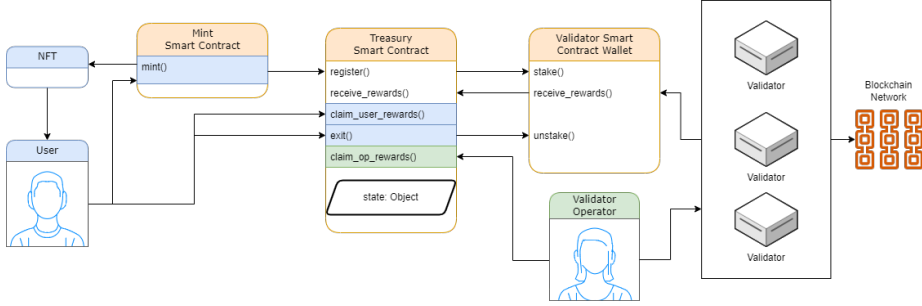 NFT
User
Mint
Smart Contract
mint()
Treasury
Smart Contract
register()
receive_rewards()
claim_user_rewards()
exit()
claim_op_rewards()
state: Object
Validator Smart
Contract Wallet
stake()
receive_rewards()
unstake()
Validator
Operator
Validator
Validator
Validator
Blockchain
Network